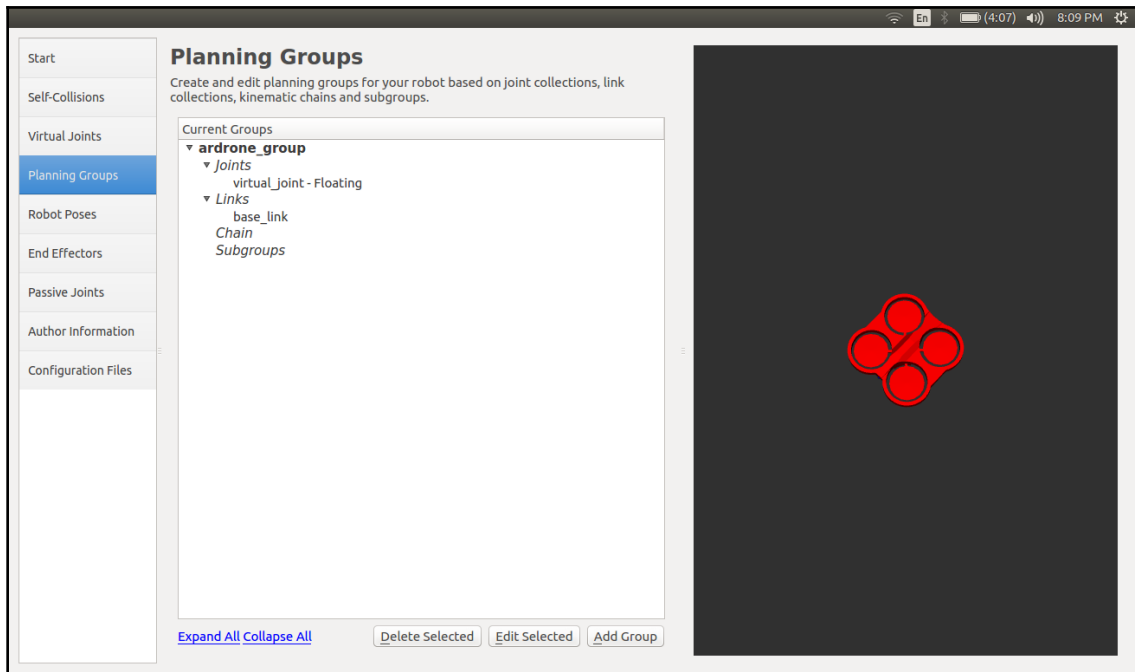 En (4:07) 8:09 PM
Start
Self-Collisions
Virtual Joints
Planning Groups
Robot Poses
End Effectors
Passive Joints
Author Information
Configuration Files
Planning Groups
Create and edit planning groups for your robot based on joint collections, link
collections, kinematic chains and subgroups.
Current Groups
ardrone_group
Joints
virtual_joint - Floating
Links
base_link
Chain
Subgroups
Expand All Collapse All Delete Selected Edit Selected Add Group